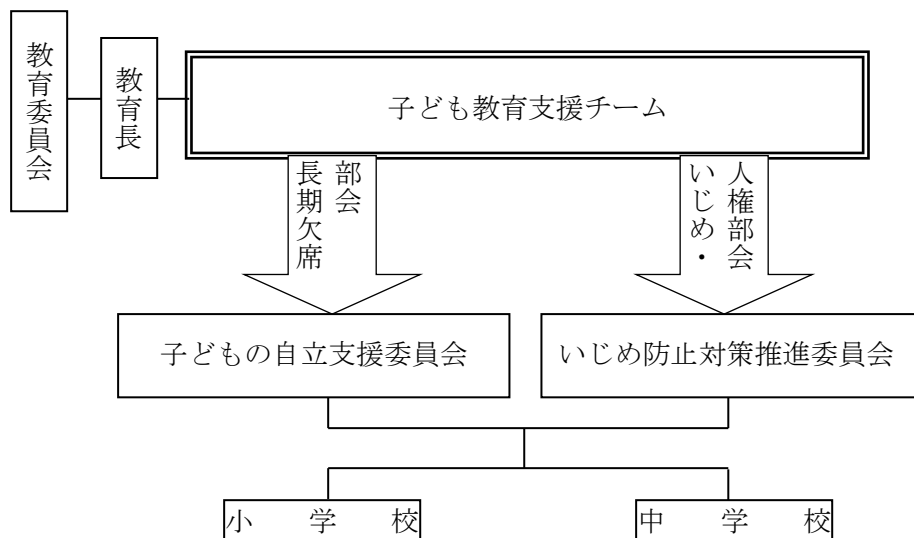 教育委員会
教育長
子ども教育支援チーム
長期欠席
部会
いじめ・
人権部会
子どもの自立支援委員会
いじめ防止対策推進委員会
小学校
中学校